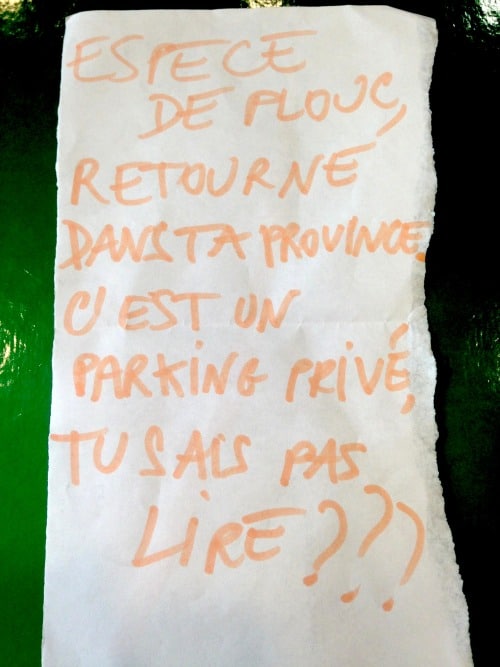 ESPECE
DE PLOUC,
RETOURNE
DANS TA PROVINCE.
C'EST UN
PARKING PRIVÉ,
TU SAIS PAS
LIRE???